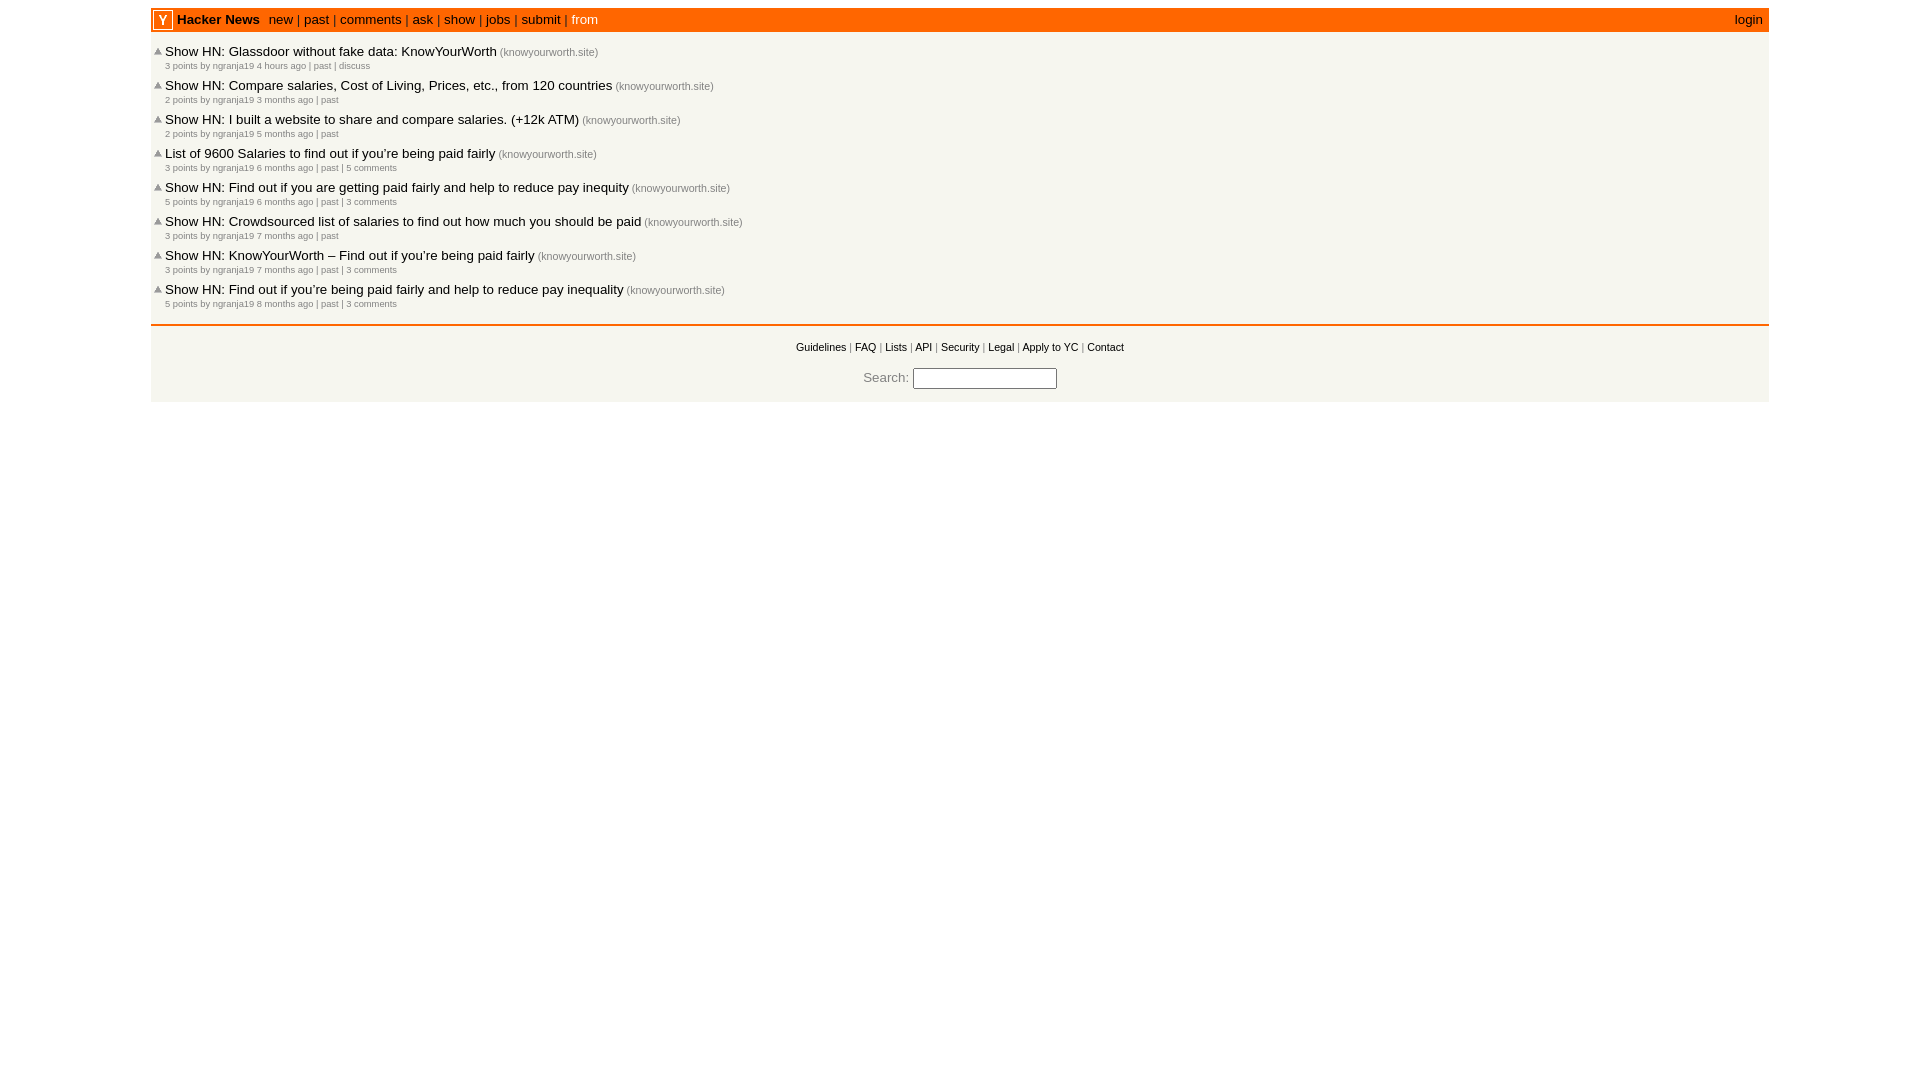 Y Hacker News new | past | comments | ask | show | jobs | submit | from login
Show HN: Glassdoor without fake data: KnowYourWorth (knowyourworth.site)
3 points by ngranja19 4 hours ago | past | discuss
Show HN: Compare salaries, Cost of Living, Prices, etc., from 120 countries (knowyourworth.site)
2 points by ngranja19 3 months ago | past
Show HN: I built a website to share and compare salaries. (+12k ATM) (knowyourworth.site)
2 points by ngranja19 5 months ago | past
List of 9600 Salaries to find out if you’re being paid fairly (knowyourworth.site)
3 points by ngranja19 6 months ago | past | 5 comments
Show HN: Find out if you are getting paid fairly and help to reduce pay inequity (knowyourworth.site)
5 points by ngranja19 6 months ago | past | 3 comments
Show HN: Crowdsourced list of salaries to find out how much you should be paid (knowyourworth.site)
3 points by ngranja19 7 months ago | past
Show HN: KnowYourWorth – Find out if you’re being paid fairly (knowyourworth.site)
3 points by ngranja19 7 months ago | past | 3 comments
Show HN: Find out if you’re being paid fairly and help to reduce pay inequality (knowyourworth.site)
5 points by ngranja19 8 months ago | past | 3 comments
Guidelines | FAQ | Lists | API | Security | Legal | Apply to YC | Contact
Search: